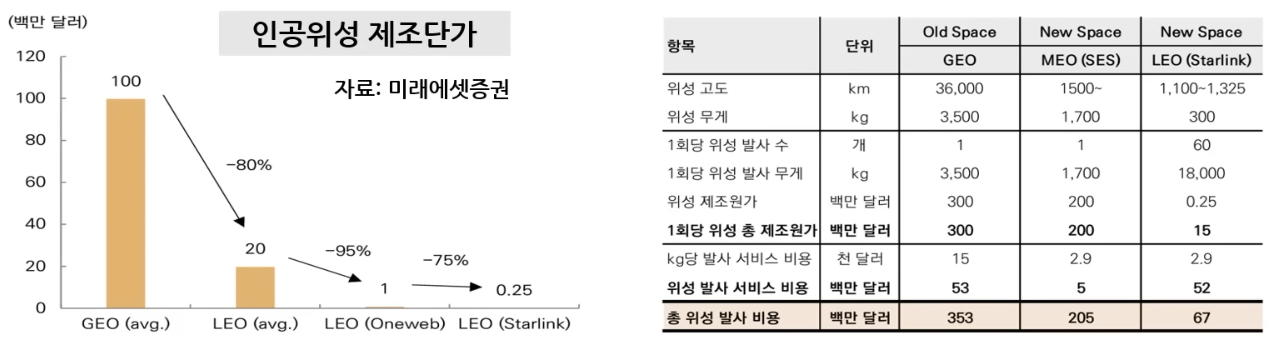 (백만 달러)
인공위성 제조단가
자료: 미래에셋증권
120
100
80
60
40
20
0
100
-80%
20
-95%
1
-75%
0.25
GEO (avg.) LEO (avg.) LEO (Oneweb) LEO (Starlink)
항목 단위 Old Space New Space New Space
GEO MEO (SES) LEO (Starlink)
위성 고도 km 36,000 1500~ 1,100~1,325
위성 무게 kg 3,500 1,700 300
1회당 위성 발사 수 개 1 1 60
1회당 위성 발사 무게 kg 3,500 1,700 18,000
위성 제조원가 백만 달러 300 200 0.25
1회당 위성 총 제조원가 백만 달러 300 200 15
kg당 발사 서비스 비용 천 달러 15 2.9 2.9
위성 발사 서비스 비용 백만 달러 53 5 52
총 위성 발사 비용 백만 달러 353 205 67